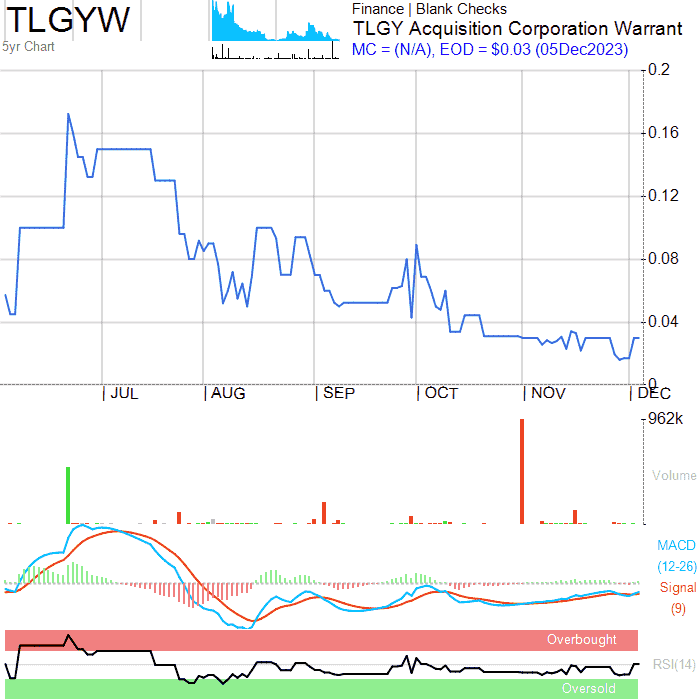 TLGYW
5yr Chart
Finance | Blank Checks
TLGY Acquisition Corporation Warrant
MC = (N/A), EOD = $0.03 (05Dec2023)
0.2
0.16
0.12
0.08
0.04
0
JUL AUG SEP OCT NOV DEC
962k
Volume
MACD
(12-26)
Signal
(9)
Overbought
RSI(14)
Oversold